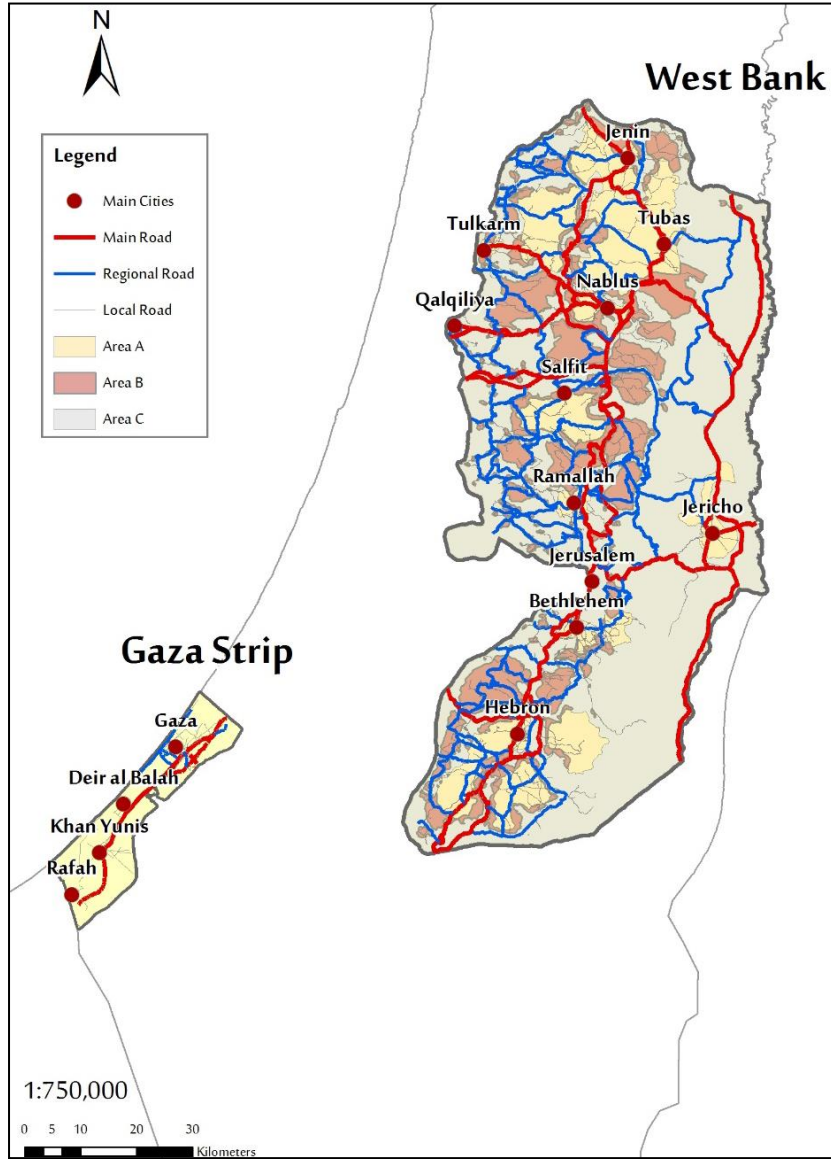 N
West Bank
Legend
Main Cities
Main Road
Regional Road
Local Road
Area A
Area B
Area C
Jenin
Tubas
Tulkarm
Nablus
Qalqiliya
Salfit
Ramallah
Jericho
Jerusalem
Bethlehem
Hebron
Gaza Strip
Gaza
Deir al Balah
Khan Yunis
Rafah
1:750,000
0 5 10 20 30
Kilometers